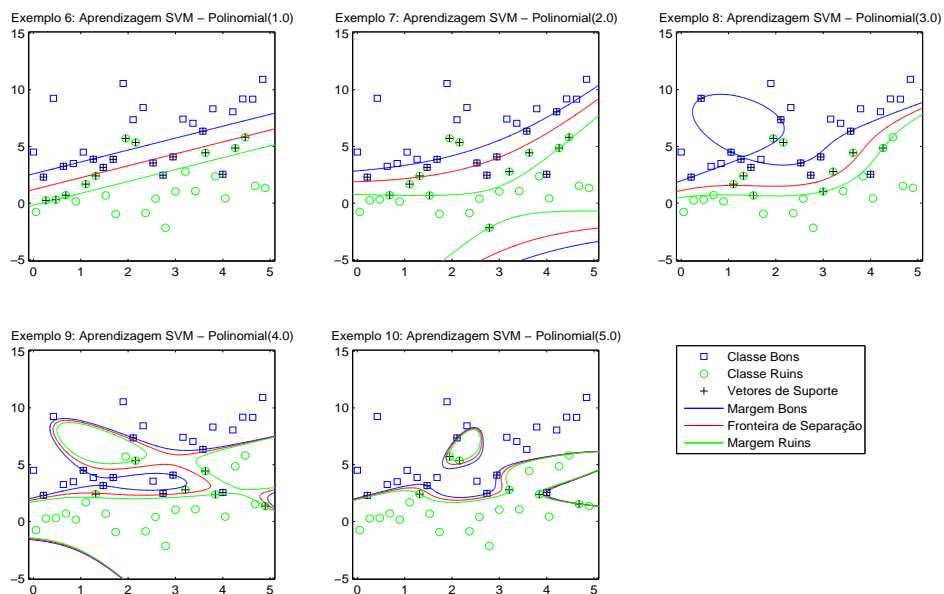 Exemplo 6: Aprendizagem SVM − Polinomial(1.0)
15
10
5
0
−5
0 1 2 3 4 5
Exemplo 7: Aprendizagem SVM − Polinomial(2.0)
15
10
5
0
−5
0 1 2 3 4 5
Exemplo 8: Aprendizagem SVM − Polinomial(3.0)
15
10
5
0
−5
0 1 2 3 4 5
Exemplo 9: Aprendizagem SVM − Polinomial(4.0)
15
10
5
0
−5
0 1 2 3 4 5
Exemplo 10: Aprendizagem SVM − Polinomial(5.0)
15
10
5
0
−5
0 1 2 3 4 5
Classe Bons
Classe Ruins
Vetores de Suporte
Margem Bons
Fronteira de Separação
Margem Ruins